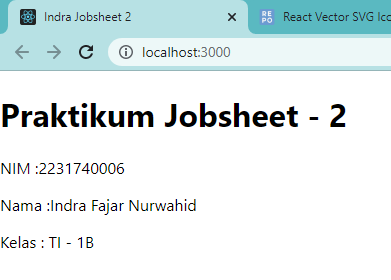 Indra Jobsheet 2
React Vector SVG Ico
localhost:3000
Praktikum Jobsheet - 2
NIM :2231740006
Nama :Indra Fajar Nurwahid
Kelas : TI - 1B